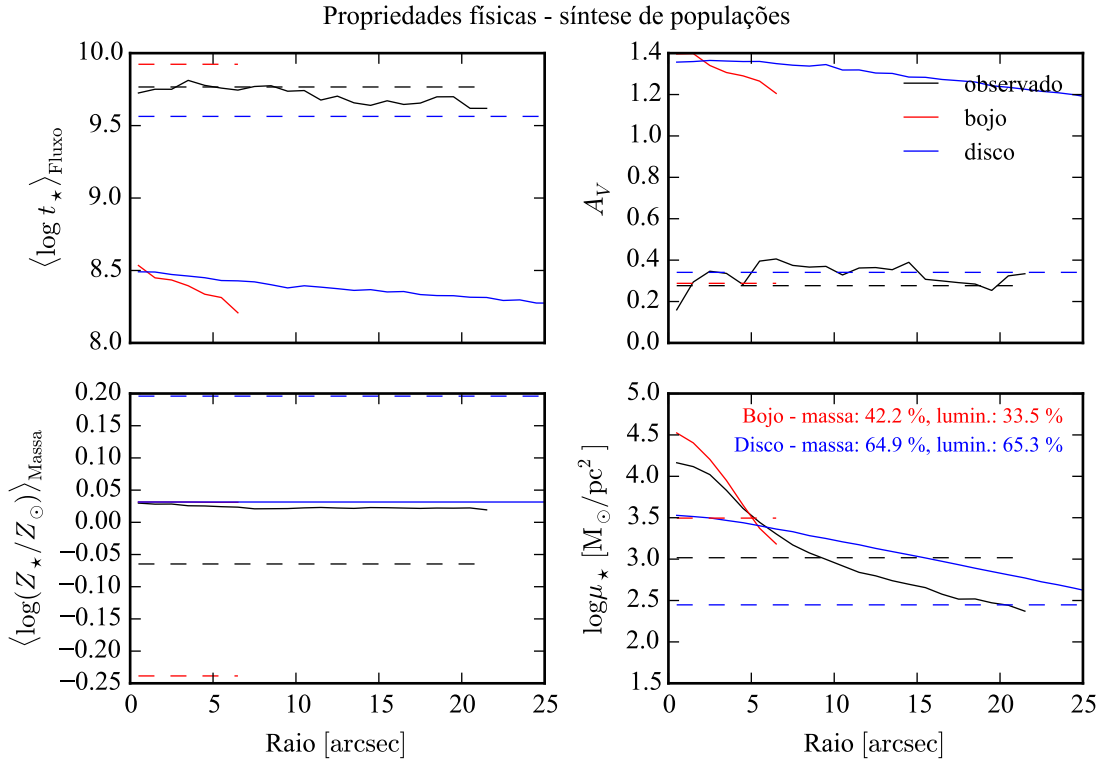 Propriedades físicas - síntese de populações
10.0
9.5
9.0
8.5
8.0
⟨log t⋆⟩Fluxo
1.4
1.2
1.0
0.8
0.6
0.4
0.2
0.0
A_V
observado
bojo
disco
0.20
0.15
0.10
0.05
0.00
−0.05
−0.10
−0.15
−0.20
−0.25
⟨log(Z⋆/Z⊙)⟩Massa
0 5 10 15 20 25
Raio [arcsec]
5.0
4.5
4.0
3.5
3.0
2.5
2.0
1.5
logμ⋆ [M⊙/pc²]
Bojo - massa: 42.2 %, lumin.: 33.5 %
Disco - massa: 64.9 %, lumin.: 65.3 %
0 5 10 15 20 25
Raio [arcsec]